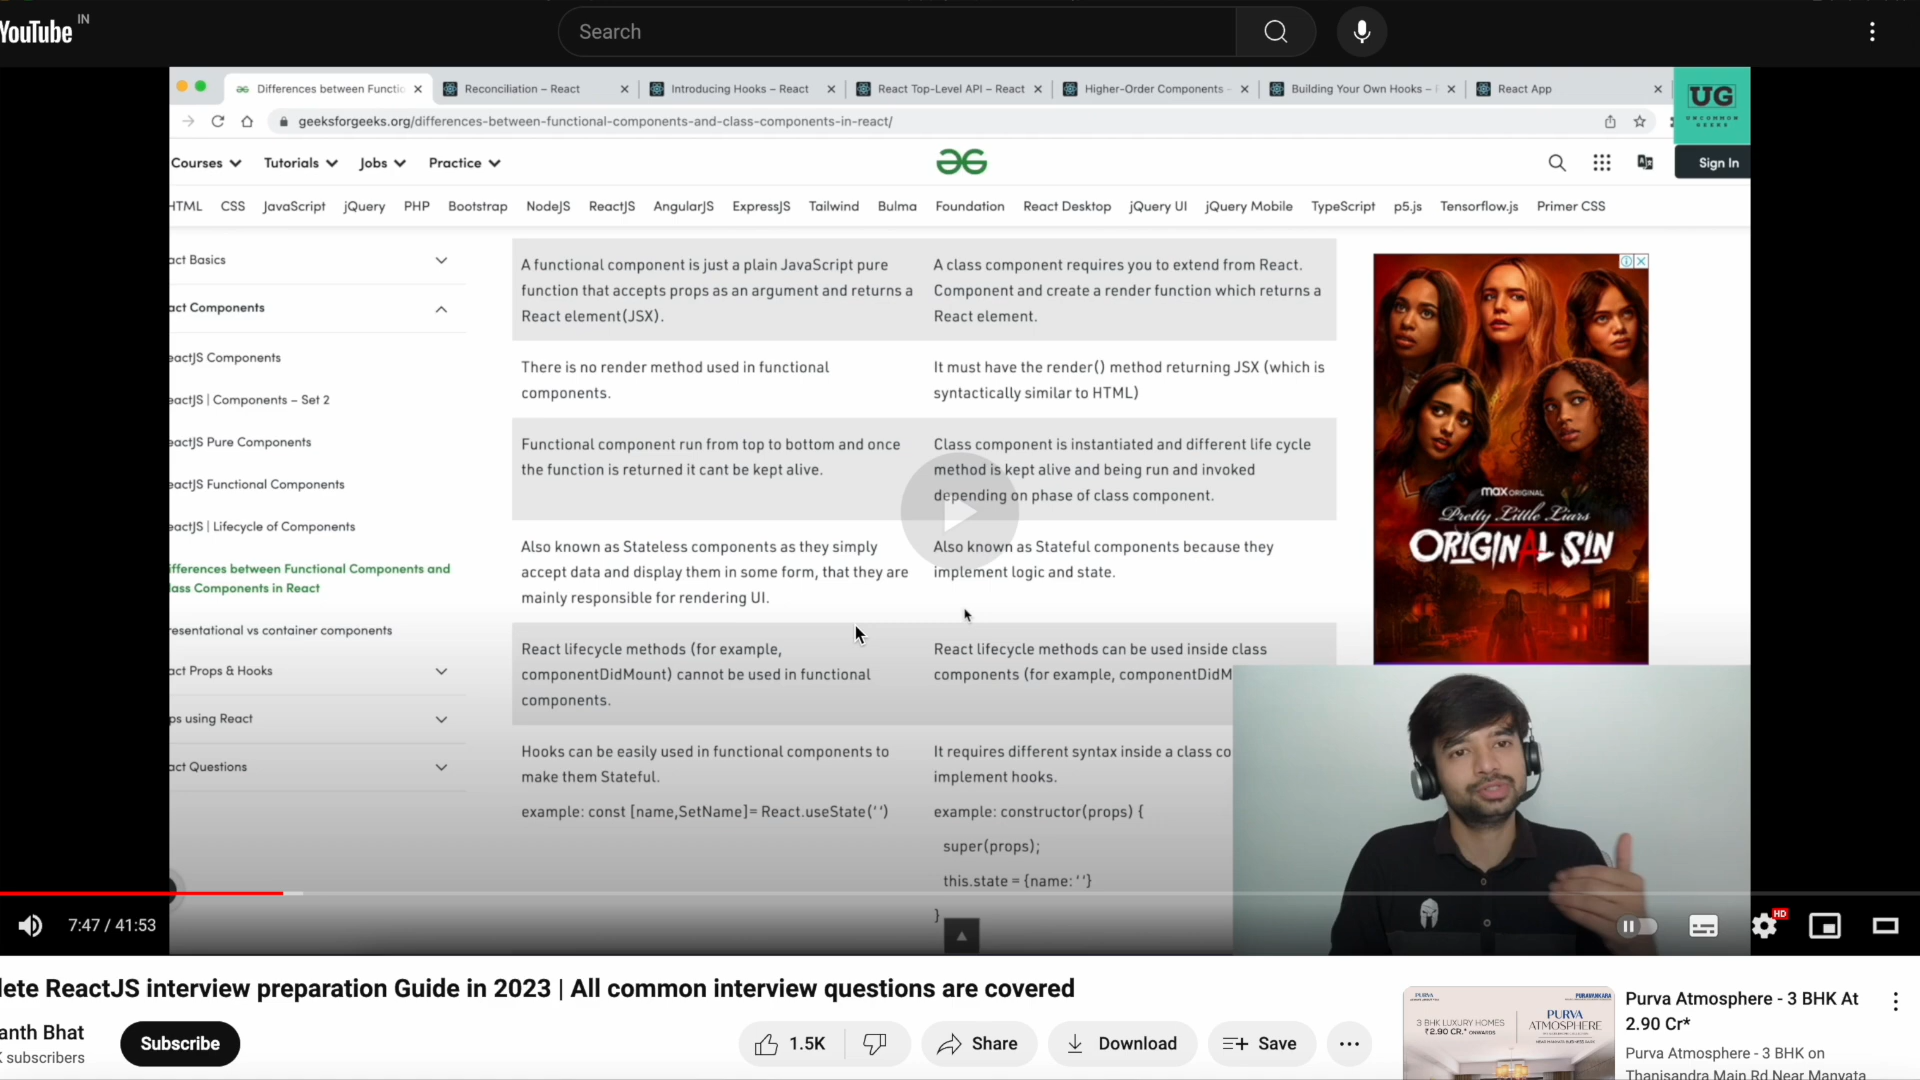 YouTube IN
Search
Differences between Functio
Reconciliation – React
Introducing Hooks – React
React Top-Level API – React
Higher-Order Components -
Building Your Own Hooks –
React App
UG
UNCOMMON
GEEKS
geeksforgeeks.org/differences-between-functional-components-and-class-components-in-react/
Courses Tutorials Jobs Practice
Sign In
HTML CSS JavaScript jQuery PHP Bootstrap NodeJS ReactJS AngularJS ExpressJS Tailwind Bulma Foundation React Desktop jQuery UI jQuery Mobile TypeScript p5.js Tensorflow.js Primer CSS
act Basics
act Components
eactJS Components
eactJS | Components – Set 2
eactJS Pure Components
eactJS Functional Components
eactJS | Lifecycle of Components
ifferences between Functional Components and
lass Components in React
resentational vs container components
act Props & Hooks
ps using React
act Questions
A functional component is just a plain JavaScript pure
function that accepts props as an argument and returns a
React element(JSX).
A class component requires you to extend from React.
Component and create a render function which returns a
React element.
There is no render method used in functional
components.
It must have the render() method returning JSX (which is
syntactically similar to HTML)
Functional component run from top to bottom and once
the function is returned it cant be kept alive.
Class component is instantiated and different life cycle
method is kept alive and being run and invoked
depending on phase of class component.
Also known as Stateless components as they simply
accept data and display them in some form, that they are
mainly responsible for rendering UI.
Also known as Stateful components because they
implement logic and state.
React lifecycle methods (for example,
componentDidMount) cannot be used in functional
components.
React lifecycle methods can be used inside class
components (for example, componentDidM
Hooks can be easily used in functional components to
make them Stateful.
example: const [name,SetName]= React.useState(‘ ’)
It requires different syntax inside a class co
implement hooks.
example: constructor(props) {
super(props);
this.state = {name: ‘ ’}
}
max ORIGINAL
Pretty Little Liars
ORIGINAL SIN
7:47 / 41:53
HD
lete ReactJS interview preparation Guide in 2023 | All common interview questions are covered
anth Bhat
K subscribers
Subscribe
1.5K
Share
Download
Save
PURVA
PURAVANKARA
3 BHK LUXURY HOMES
₹2.90 CR.* ONWARDS
PURVA
ATMOSPHERE
Purva Atmosphere - 3 BHK At
2.90 Cr*
Purva Atmosphere - 3 BHK on
Thanisandra Main Rd Near Manyata